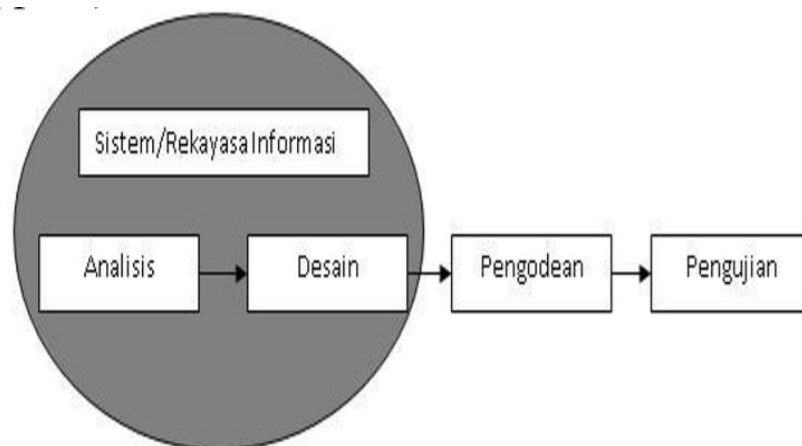 Sistem/Rekayasa Informasi
Analisis
Desain
Pengodean
Pengujian